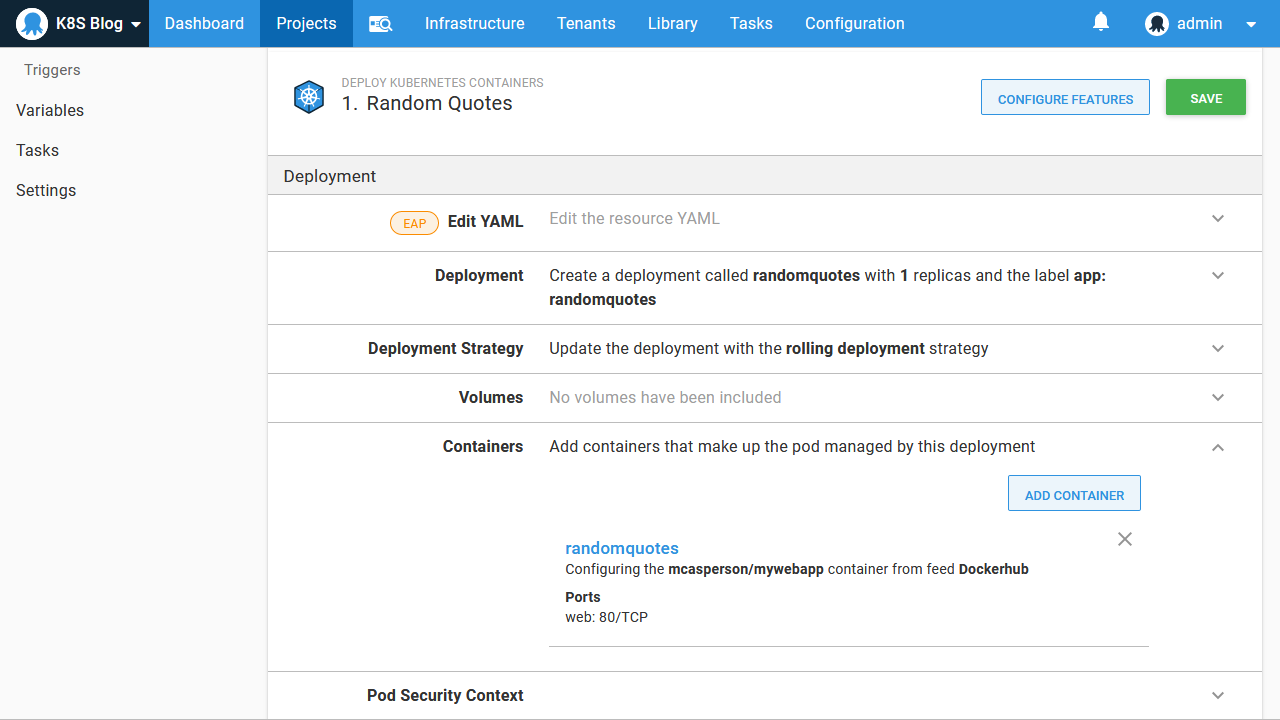 K8S Blog Dashboard Projects Infrastructure Tenants Library Tasks Configuration admin
Triggers
Variables
Tasks
Settings
DEPLOY KUBERNETES CONTAINERS
1. Random Quotes
CONFIGURE FEATURES SAVE
Deployment
EAP Edit YAML Edit the resource YAML
Deployment Create a deployment called randomquotes with 1 replicas and the label app:
randomquotes
Deployment Strategy Update the deployment with the rolling deployment strategy
Volumes No volumes have been included
Containers Add containers that make up the pod managed by this deployment
ADD CONTAINER
randomquotes
Configuring the mcasperson/mywebapp container from feed Dockerhub
Ports
web: 80/TCP
Pod Security Context